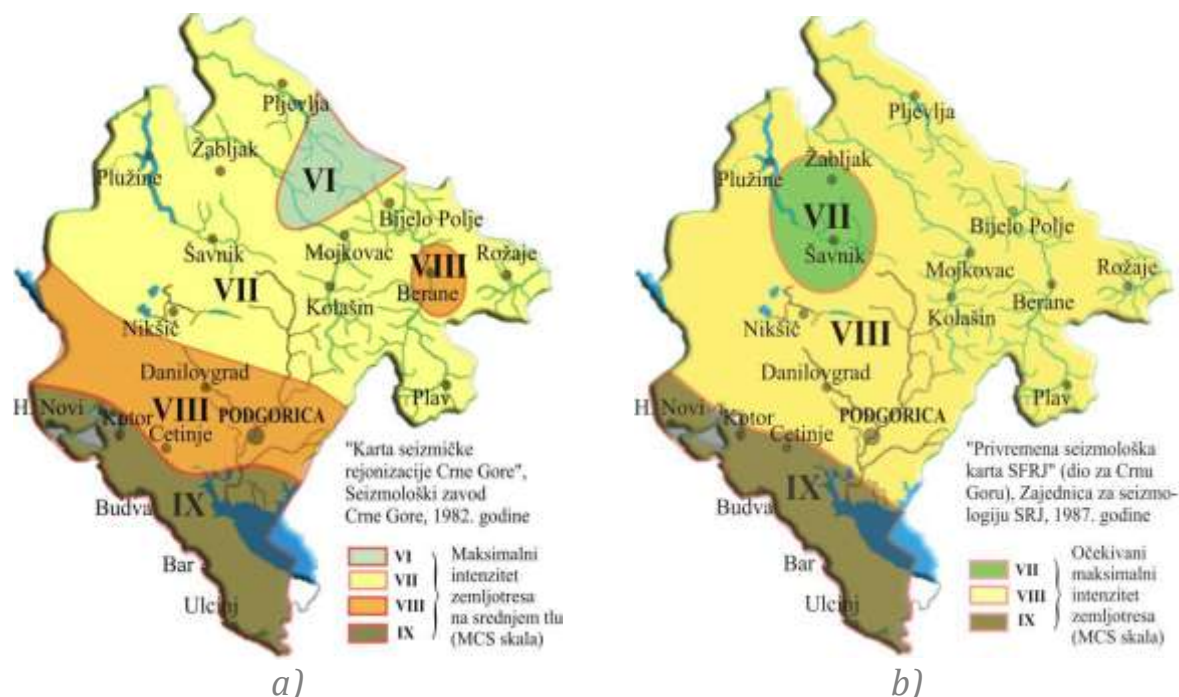 Pljevlja
Žabljak
Plužine
VI
Bijelo Polje
Šavnik
Mojkovac
VIII
Rožaje
VII
Berane
Kolašin
Nikšić
Danilovgrad
Plav
H. Novi
VIII
PODGORICA
Kotor
Cetinje
"Karta seizmičke
rejonizacije Crne Gore",
Seizmološki zavod
Crne Gore, 1982. godine
IX
Budva
Bar
Ulcinj
VI
VII
VIII
IX
Maksimalni
intenzitet
zemljotresa
na srednjem tlu
(MCS skala)
a)
Pljevlja
Žabljak
Plužine
VII
Bijelo Polje
Šavnik
Mojkovac
Rožaje
Berane
Kolašin
Nikšić
VIII
Danilovgrad
Plav
H. Novi
PODGORICA
Kotor
Cetinje
"Privremena seizmološka
karta SFRJ" (dio za Crnu
Goru), Zajednica za seizmo-
logiju SRJ, 1987. godine
IX
Budva
Bar
Ulcinj
VII
VIII
IX
Očekivani
maksimalni
intenzitet
zemljotresa
(MCS skala)
b)